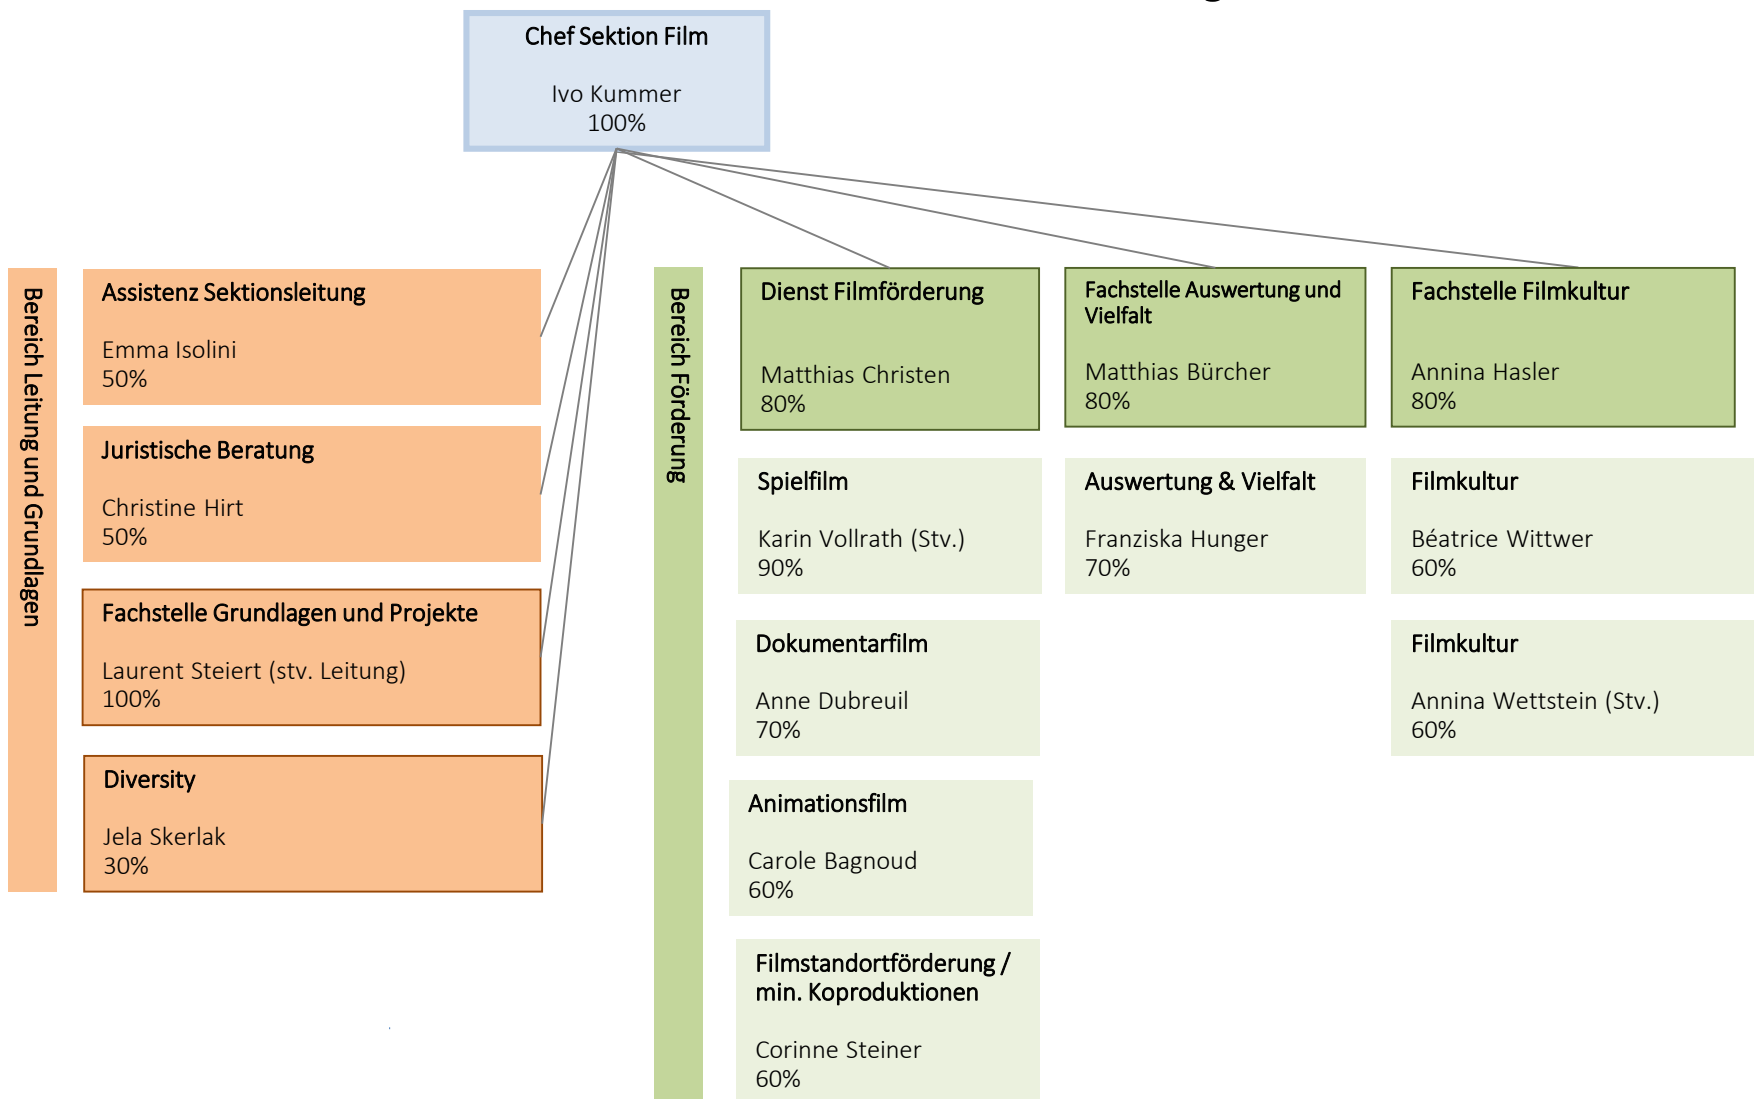 Chef Sektion Film
Ivo Kummer
100%
Bereich Leitung und Grundlagen
Assistenz Sektionsleitung
Emma Isolini
50%
Juristische Beratung
Christine Hirt
50%
Fachstelle Grundlagen und Projekte
Laurent Steiert (stv. Leitung)
100%
Diversity
Jela Skerlak
30%
Bereich Förderung
Dienst Filmförderung
Matthias Christen
80%
Spielfilm
Karin Vollrath (Stv.)
90%
Dokumentarfilm
Anne Dubreuil
70%
Animationsfilm
Carole Bagnoud
60%
Filmstandortförderung /
min. Koproduktionen
Corinne Steiner
60%
Fachstelle Auswertung und
Vielfalt
Matthias Bürcher
80%
Auswertung & Vielfalt
Franziska Hunger
70%
Fachstelle Filmkultur
Annina Hasler
80%
Filmkultur
Béatrice Wittwer
60%
Filmkultur
Annina Wettstein (Stv.)
60%